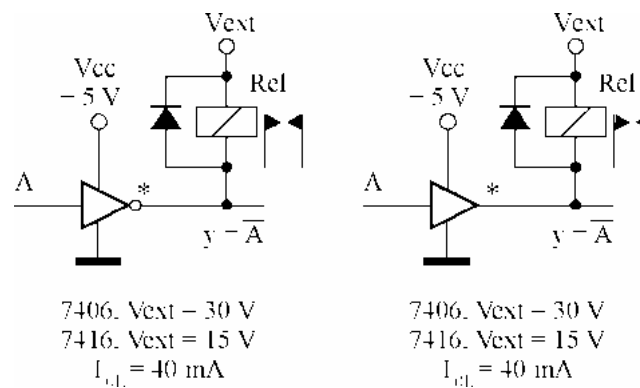 Vext
Vcc
= 5 V
Rel
A
*
y = A
7406, Vext = 30 V
7416, Vext = 15 V
I = 40 mA
Vext
Vcc
= 5 V
Rel
A
*
y = A
7406, Vext = 30 V
7416, Vext = 15 V
I = 40 mA